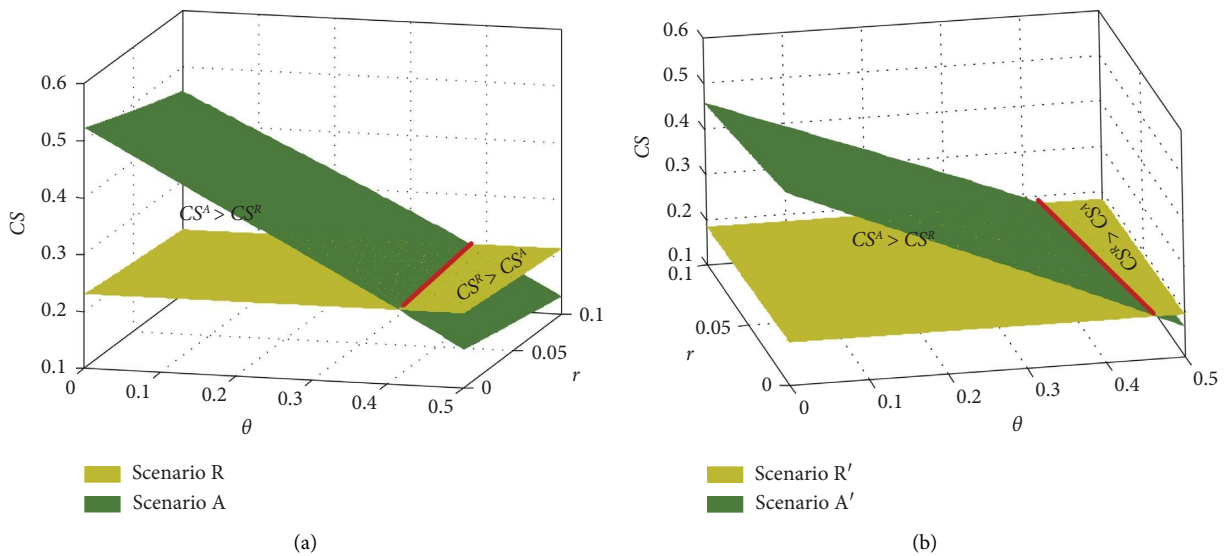 0.6
0.5
0.4
0.3
0.2
0.1
CS
CS^A > CS^R
CS^R > CS^A
0
0.1
0.2
0.3
0.4
0.5
θ
0
0.05
0.1
r
Scenario R
Scenario A
(a)
0.6
0.5
0.4
0.3
0.2
0.1
CS
CS^A > CS^R
CS^R > CS^A
0.1
0.05
0
r
0
0.1
0.2
0.3
0.4
0.5
θ
Scenario R′
Scenario A′
(b)